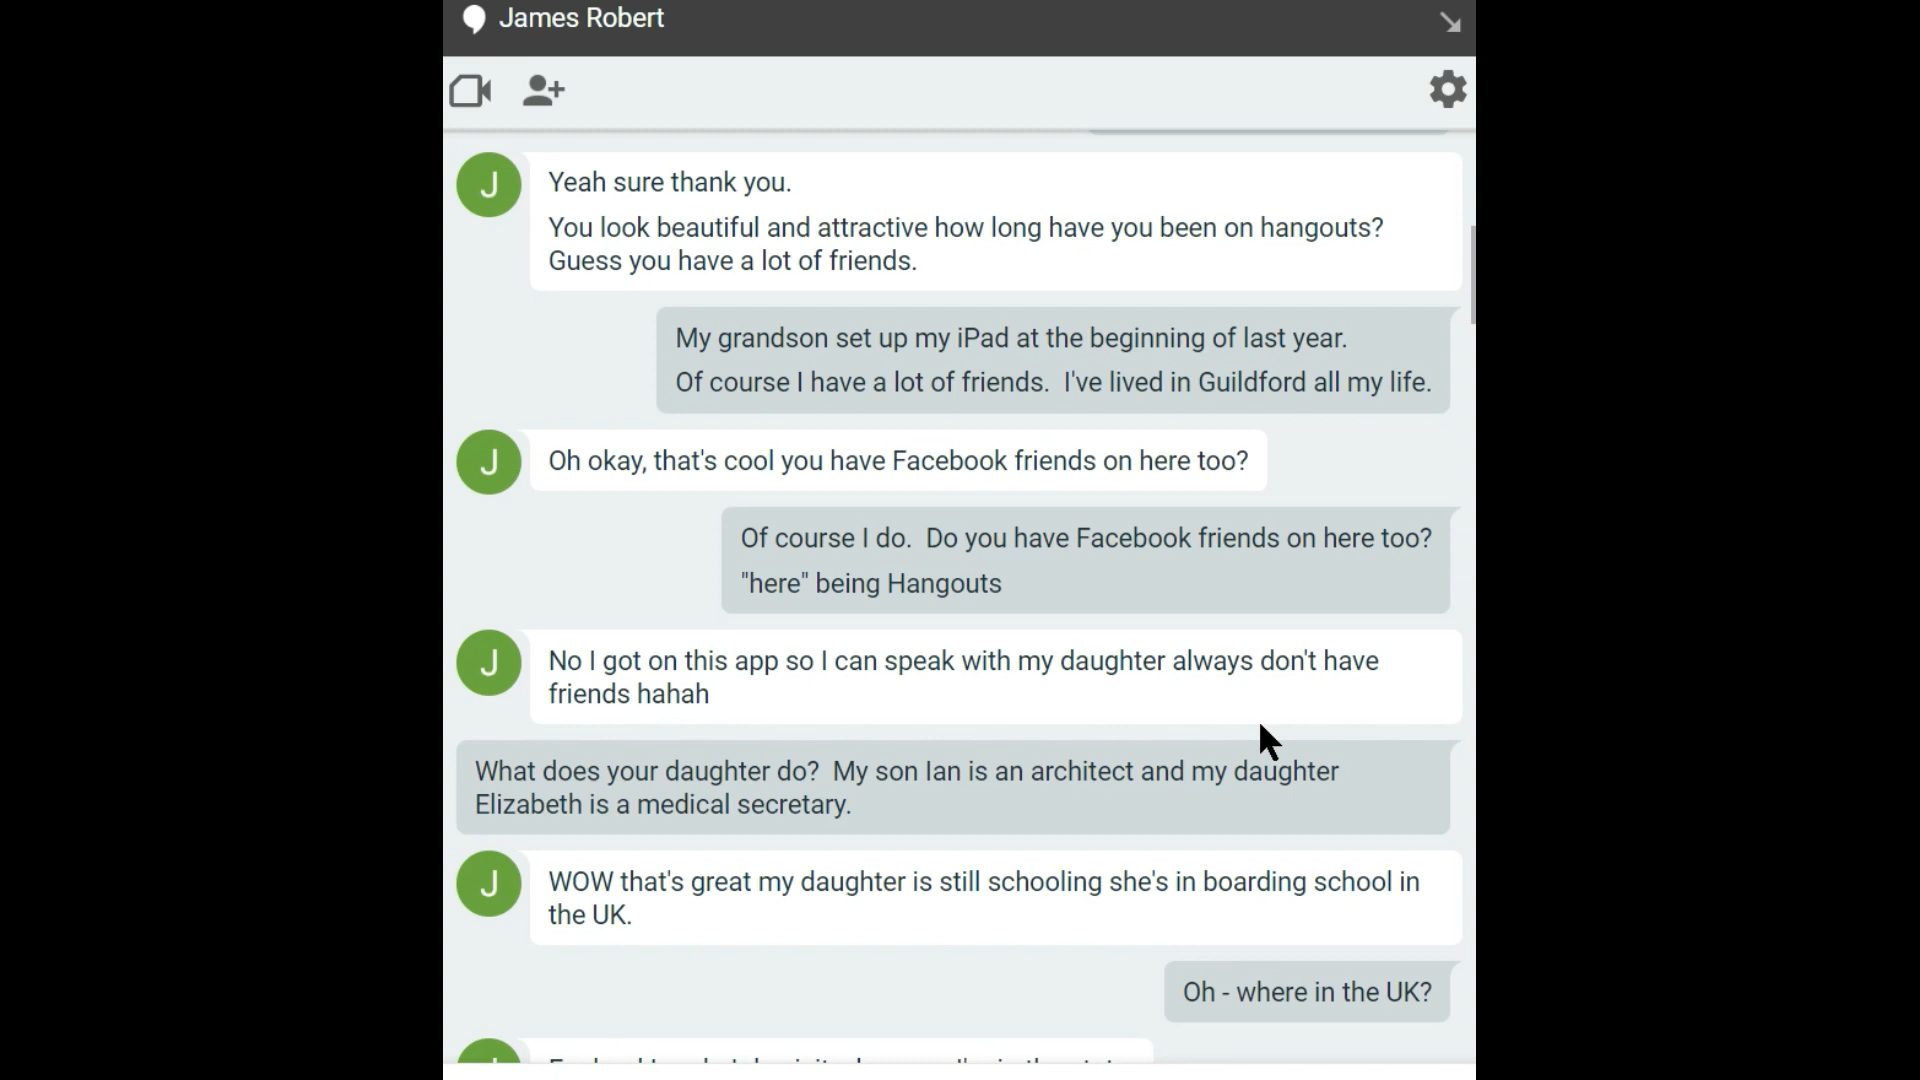 James Robert
J
Yeah sure thank you.
You look beautiful and attractive how long have you been on hangouts?
Guess you have a lot of friends.
My grandson set up my iPad at the beginning of last year.
Of course I have a lot of friends.  I've lived in Guildford all my life.
J
Oh okay, that's cool you have Facebook friends on here too?
Of course I do.  Do you have Facebook friends on here too?
"here" being Hangouts
J
No I got on this app so I can speak with my daughter always don't have
friends hahah
What does your daughter do?  My son Ian is an architect and my daughter
Elizabeth is a medical secretary.
J
WOW that's great my daughter is still schooling she's in boarding school in
the UK.
Oh - where in the UK?